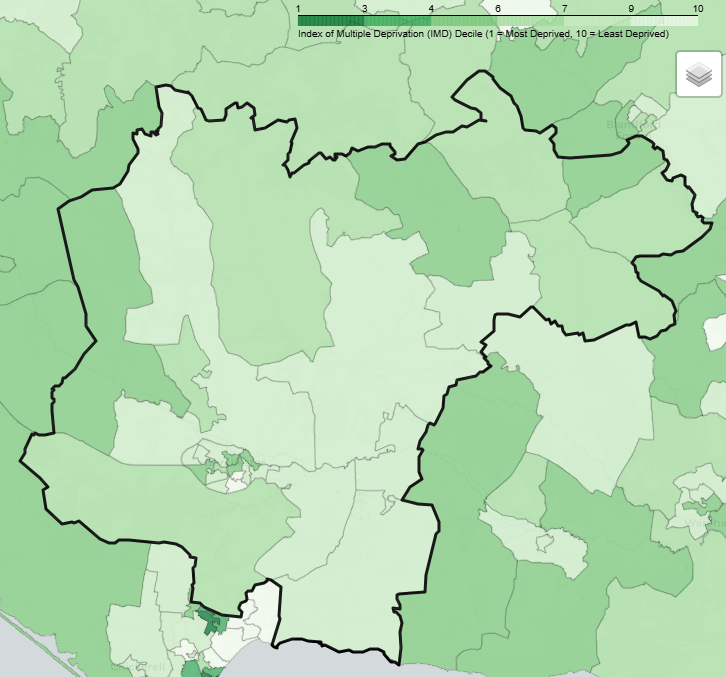 1 3 4 6 7 9 10
Index of Multiple Deprivation (IMD) Decile (1 = Most Deprived, 10 = Least Deprived)